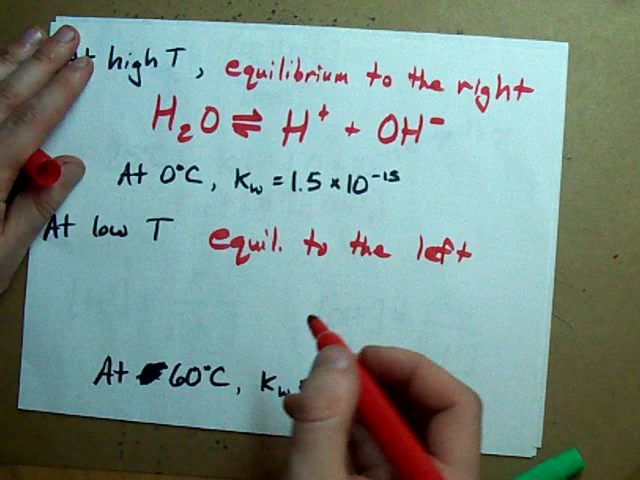 high T, equilibrium to the right
H₂O ⇌ H⁺ + OH⁻
At 0°C, Kw = 1.5 × 10⁻¹⁵
At low T equil. to the left
At 60°C, Kw